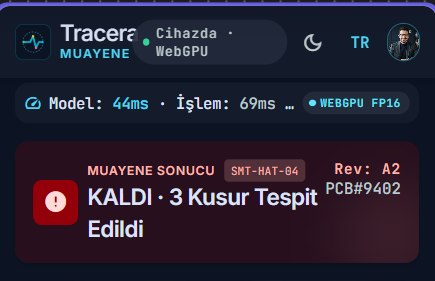 Tracera
MUAYENE
Cihazda ·
WebGPU
TR
Model: 44ms · İşlem: 69ms …
WEBGPU FP16
MUAYENE SONUCU
SMT-HAT-04
Rev: A2
PCB#9402
KALDI · 3 Kusur Tespit
Edildi